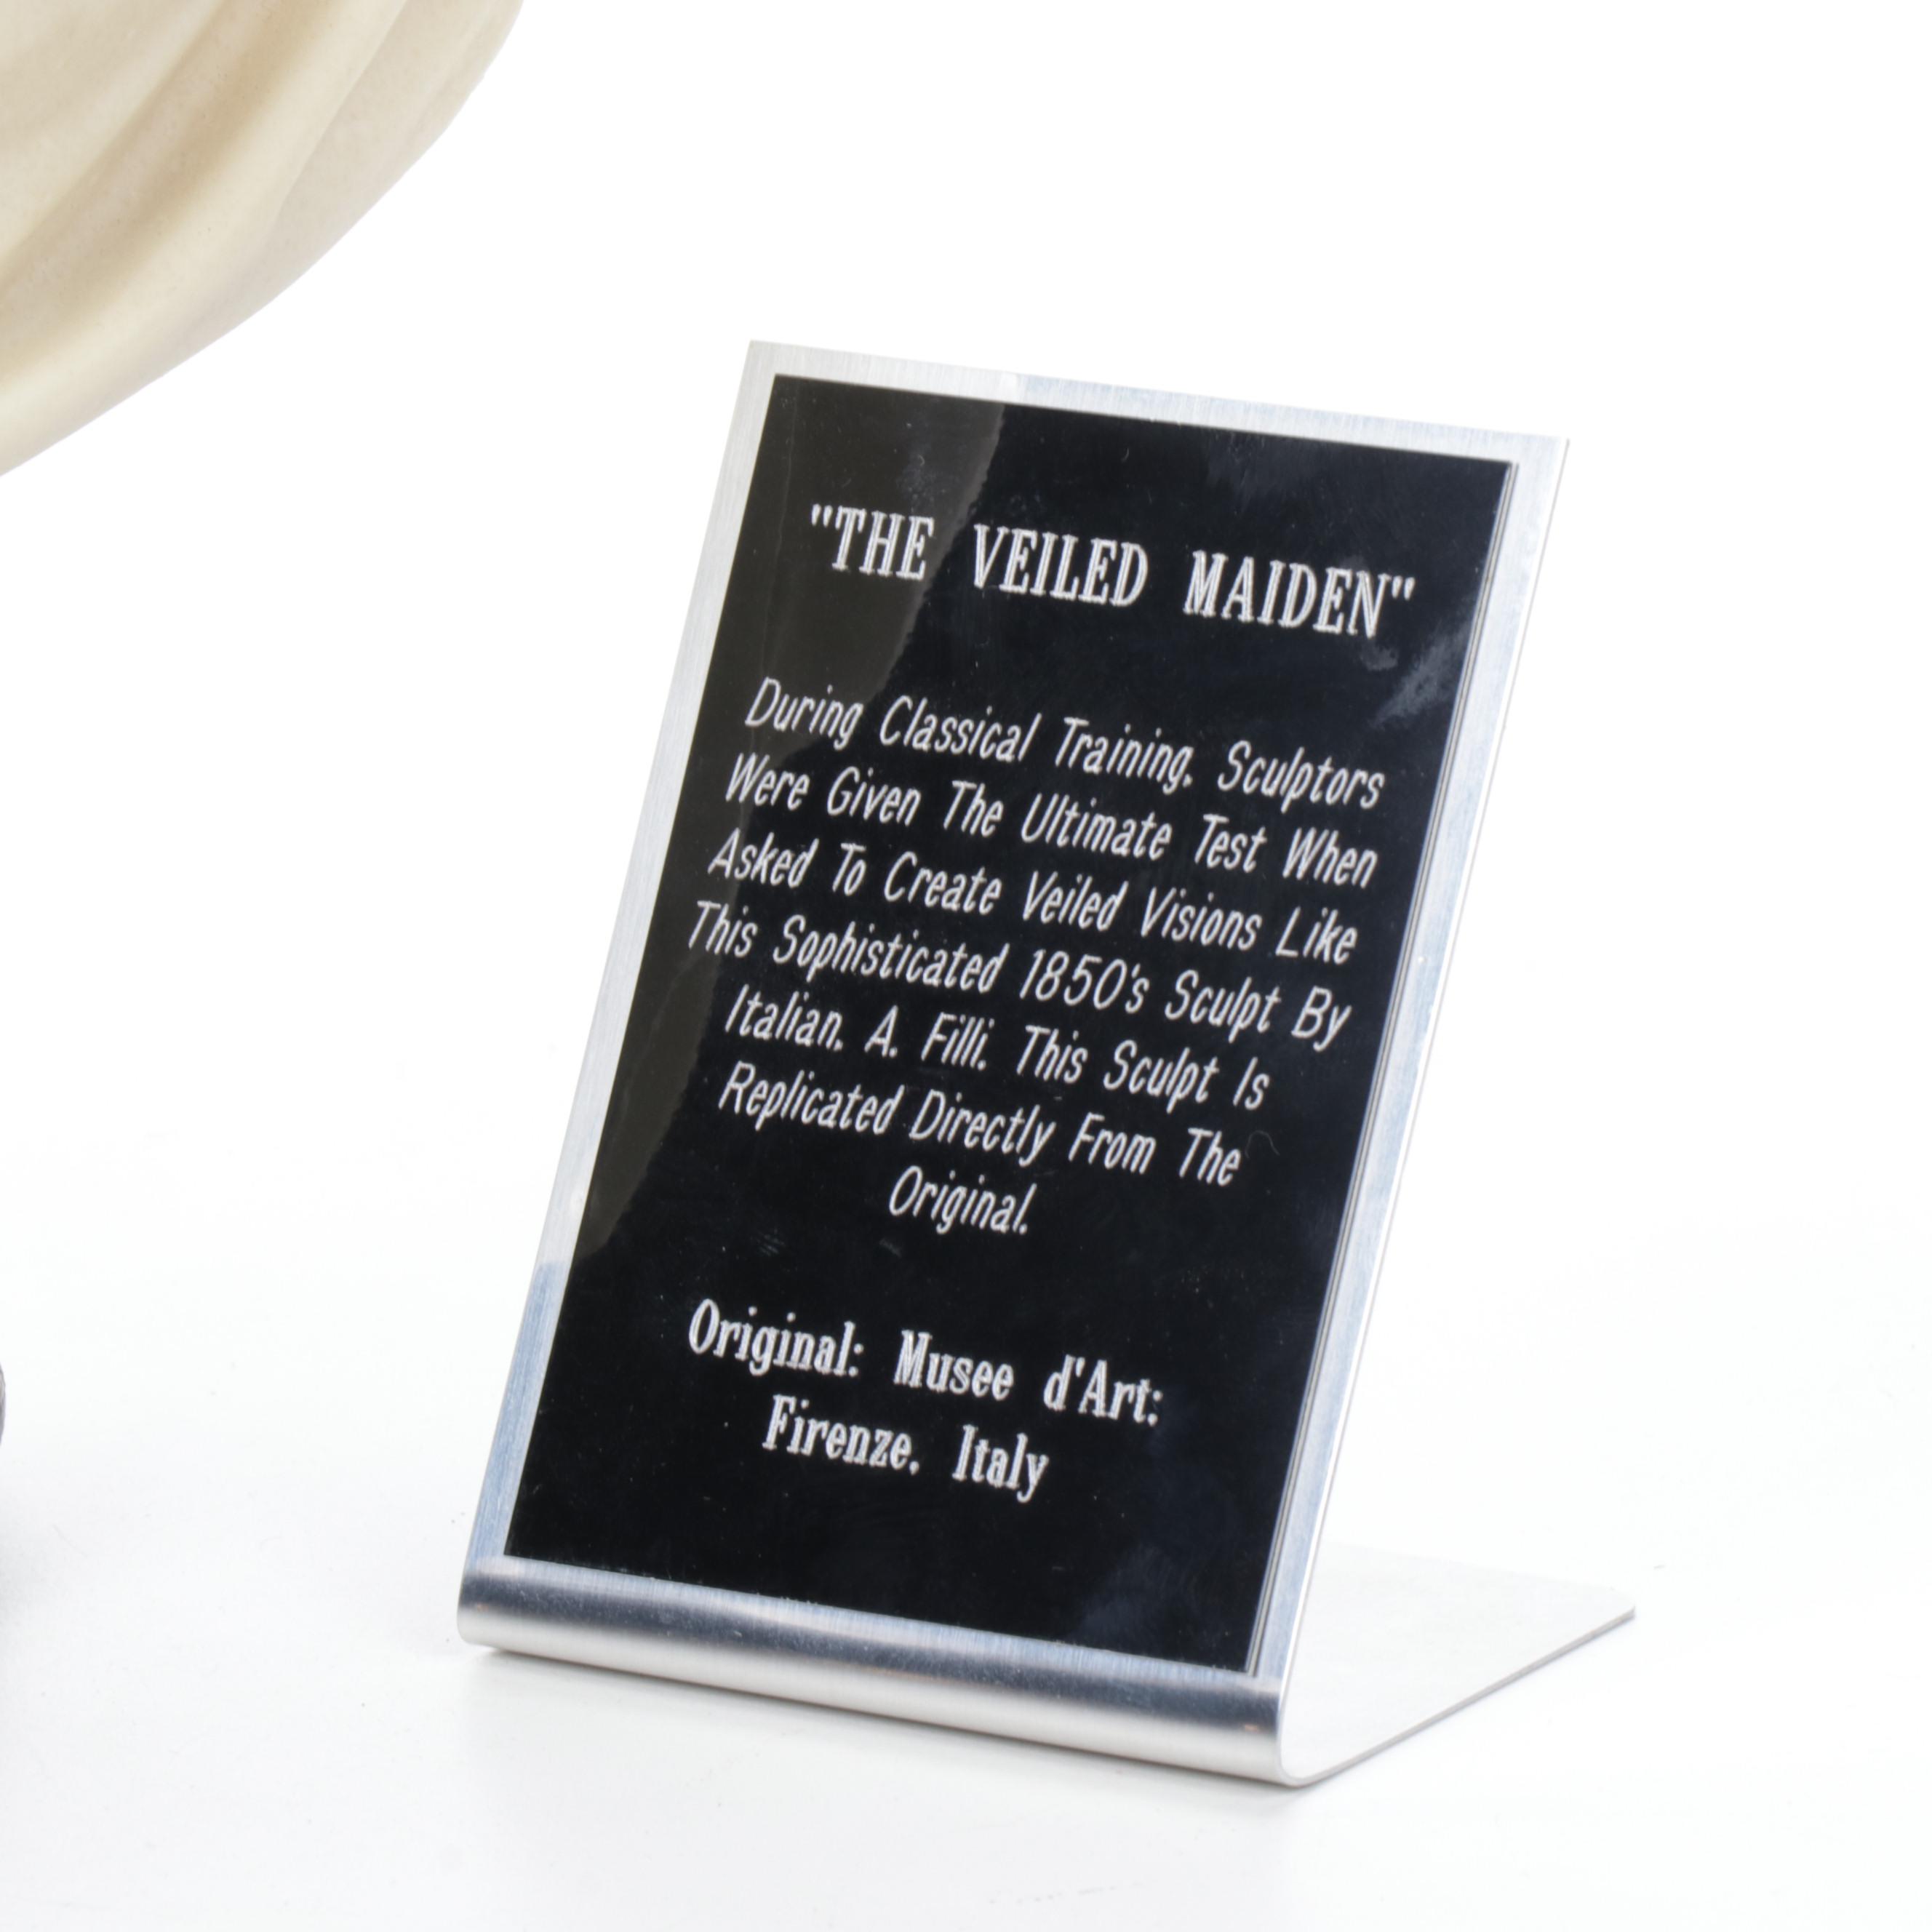 "THE VEILED MAIDEN"
During Classical Training, Sculptors
Were Given The Ultimate Test When
Asked To Create Veiled Visions Like
This Sophisticated 1850's Sculpt By
Italian, A. Filli. This Sculpt Is
Replicated Directly From The
Original.
Original: Musee d'Art:
Firenze, Italy